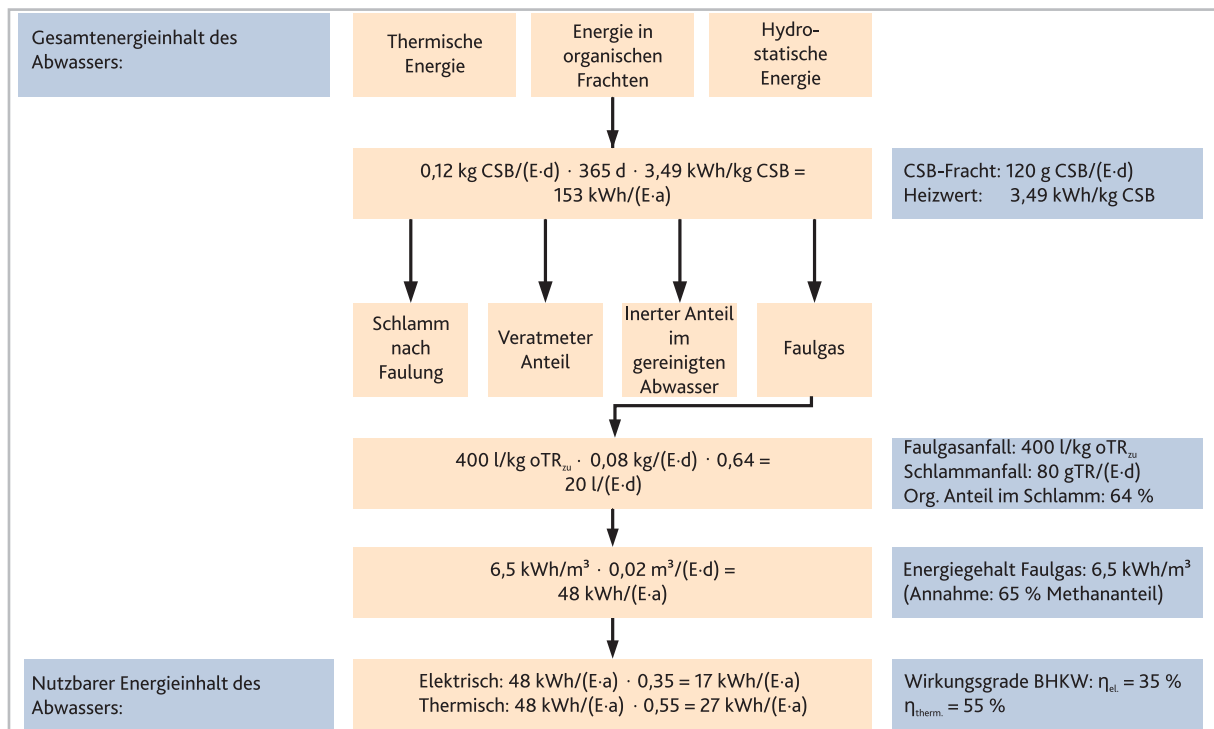 Gesamtenergieinhalt des
Abwassers:
Thermische
Energie
Energie in
organischen
Frachten
Hydro-
statische
Energie
0,12 kg CSB/(E·d) · 365 d · 3,49 kWh/kg CSB =
153 kWh/(E·a)
CSB-Fracht: 120 g CSB/(E·d)
Heizwert: 3,49 kWh/kg CSB
Schlamm
nach
Faulung
Veratmeter
Anteil
Inerter Anteil
im
gereinigten
Abwasser
Faulgas
400 l/kg oTRzu · 0,08 kg/(E·d) · 0,64 =
20 l/(E·d)
Faulgasanfall: 400 l/kg oTRzu
Schlammanfall: 80 gTR/(E·d)
Org. Anteil im Schlamm: 64 %
6,5 kWh/m³ · 0,02 m³/(E·d) =
48 kWh/(E·a)
Energiegehalt Faulgas: 6,5 kWh/m³
(Annahme: 65 % Methananteil)
Nutzbarer Energieinhalt des
Abwassers:
Elektrisch: 48 kWh/(E·a) · 0,35 = 17 kWh/(E·a)
Thermisch: 48 kWh/(E·a) · 0,55 = 27 kWh/(E·a)
Wirkungsgrade BHKW: ηel. = 35 %
ηtherm. = 55 %